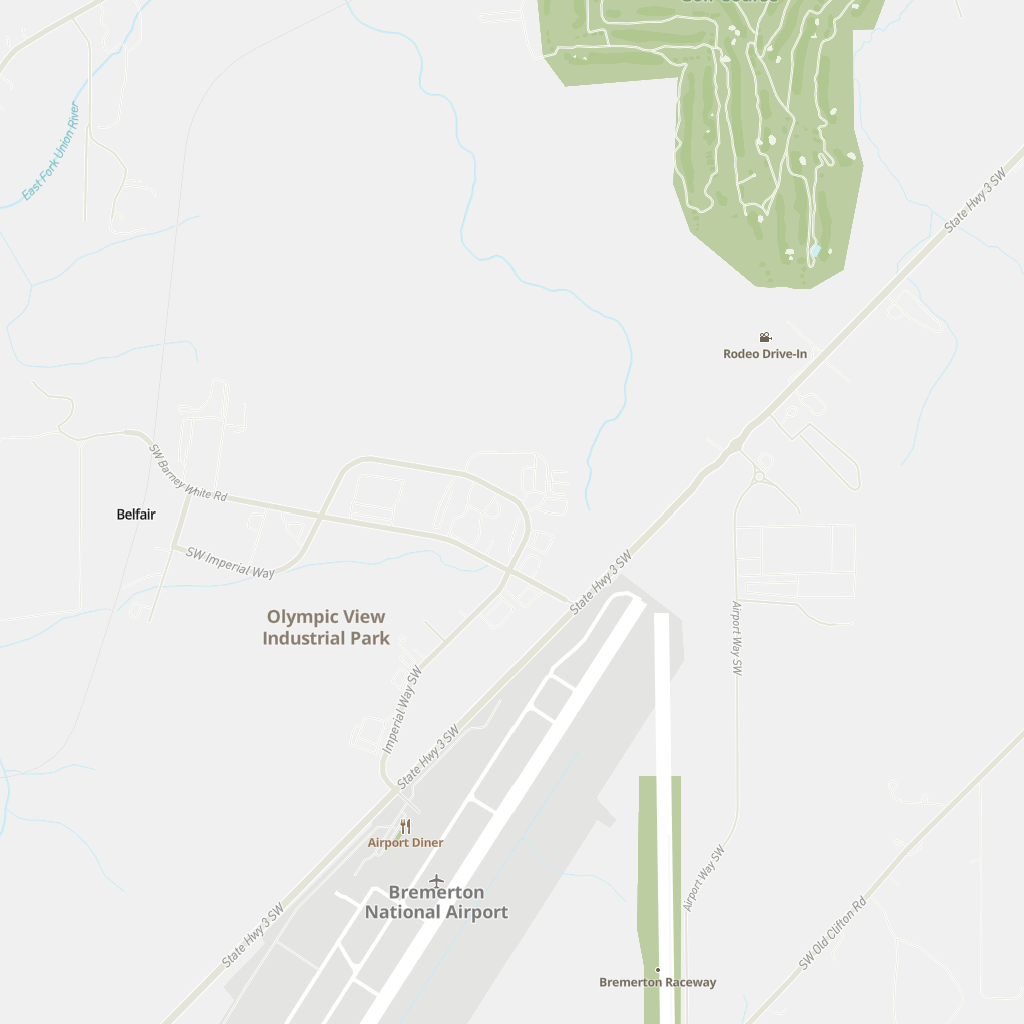 Golf Course
East Fork Union River
State Hwy 3 SW
Rodeo Drive-In
SW Barney White Rd
Belfair
SW Imperial Way
State Hwy 3 SW
Olympic View
Industrial Park
Airport Way SW
Imperial Way SW
State Hwy 3 SW
Airport Diner
Bremerton
National Airport
Airport Way SW
State Hwy 3 SW
SW Old Clifton Rd
Bremerton Raceway